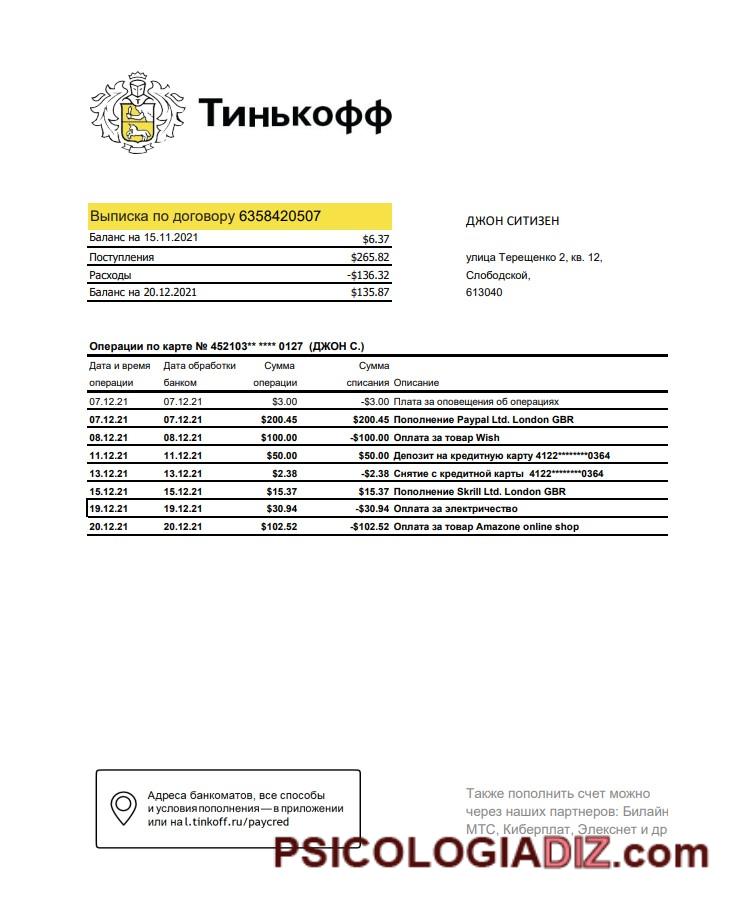 Тинькофф
Выписка по договору 6358420507
Баланс на 15.11.2021 $6.37
Поступления $265.82
Расходы -$136.32
Баланс на 20.12.2021 $135.87
ДЖОН СИТИЗЕН
улица Терещенко 2, кв. 12,
Слободской,
613040
Операции по карте № 452103** **** 0127 (ДЖОН С.)
Дата и время Дата обработки Сумма Сумма
операции банком операции списания Описание
07.12.21 07.12.21 $3.00 -$3.00 Плата за оповещения об операциях
07.12.21 07.12.21 $200.45 $200.45 Пополнение Paypal Ltd. London GBR
08.12.21 08.12.21 $100.00 -$100.00 Оплата за товар Wish
11.12.21 11.12.21 $50.00 $50.00 Депозит на кредитную карту 4122********0364
13.12.21 13.12.21 $2.38 -$2.38 Снятие с кредитной карты 4122********0364
15.12.21 15.12.21 $15.37 $15.37 Пополнение Skrill Ltd. London GBR
19.12.21 19.12.21 $30.94 -$30.94 Оплата за электричество
20.12.21 20.12.21 $102.52 -$102.52 Оплата за товар Amazone online shop
Адреса банкоматов, все способы
и условия пополнения — в приложении
или на l.tinkoff.ru/paycred
Также пополнить счет можно
через наших партнеров: Билайн
МТС, Киберплат, Элекснет и др
PSICOLOGIADIZ.com